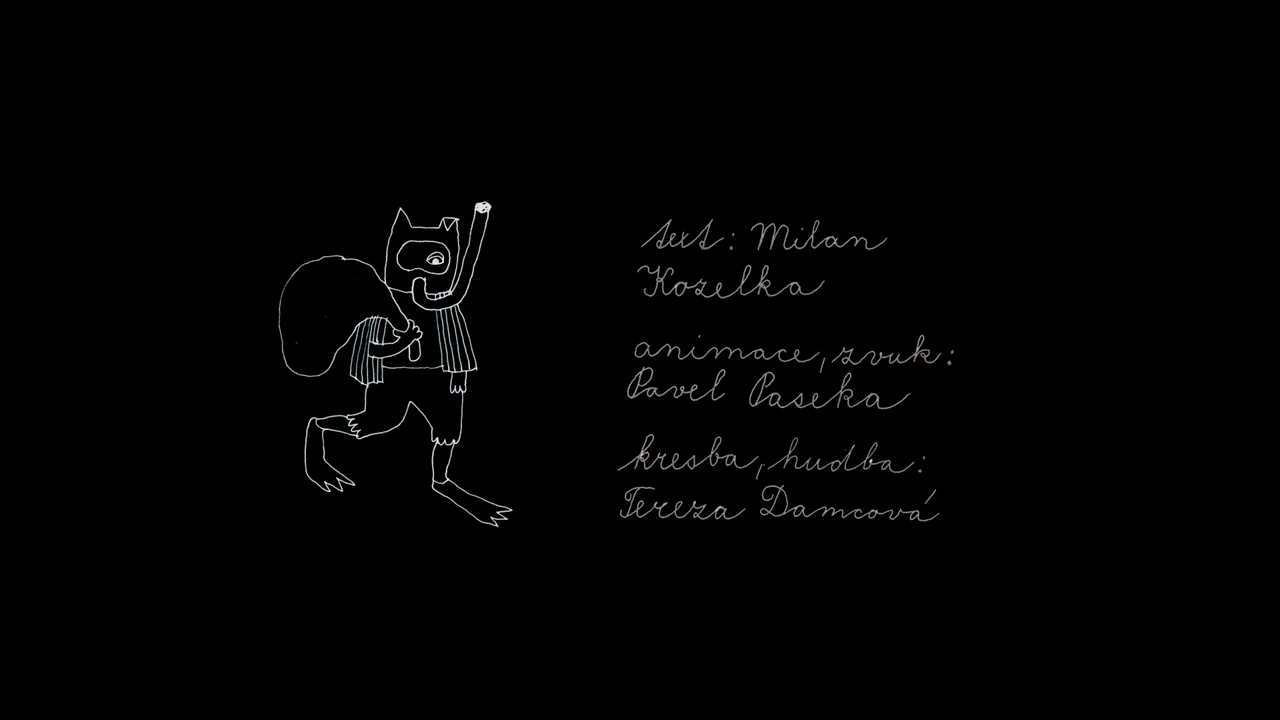 text: Milan
Kozelka
animace, zvuk:
Pavel Paseka
kresba, hudba:
Tereza Damcová